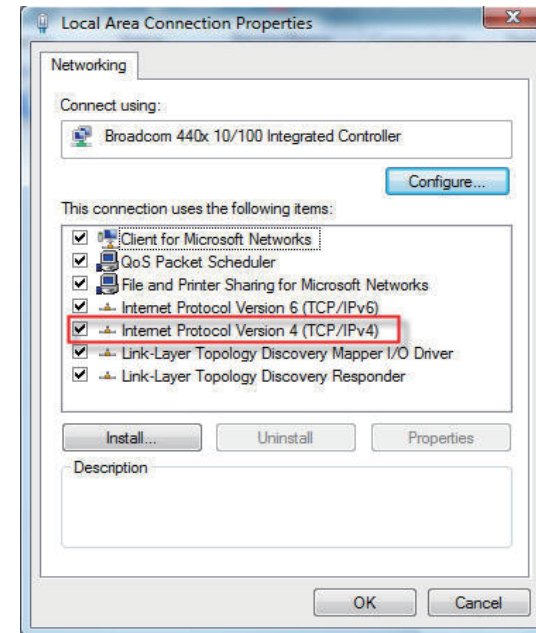 Local Area Connection Properties
Networking
Connect using:
Broadcom 440x 10/100 Integrated Controller
Configure...
This connection uses the following items:
Client for Microsoft Networks
QoS Packet Scheduler
File and Printer Sharing for Microsoft Networks
Internet Protocol Version 6 (TCP/IPv6)
Internet Protocol Version 4 (TCP/IPv4)
Link-Layer Topology Discovery Mapper I/O Driver
Link-Layer Topology Discovery Responder
Install... Uninstall Properties
Description
OK Cancel